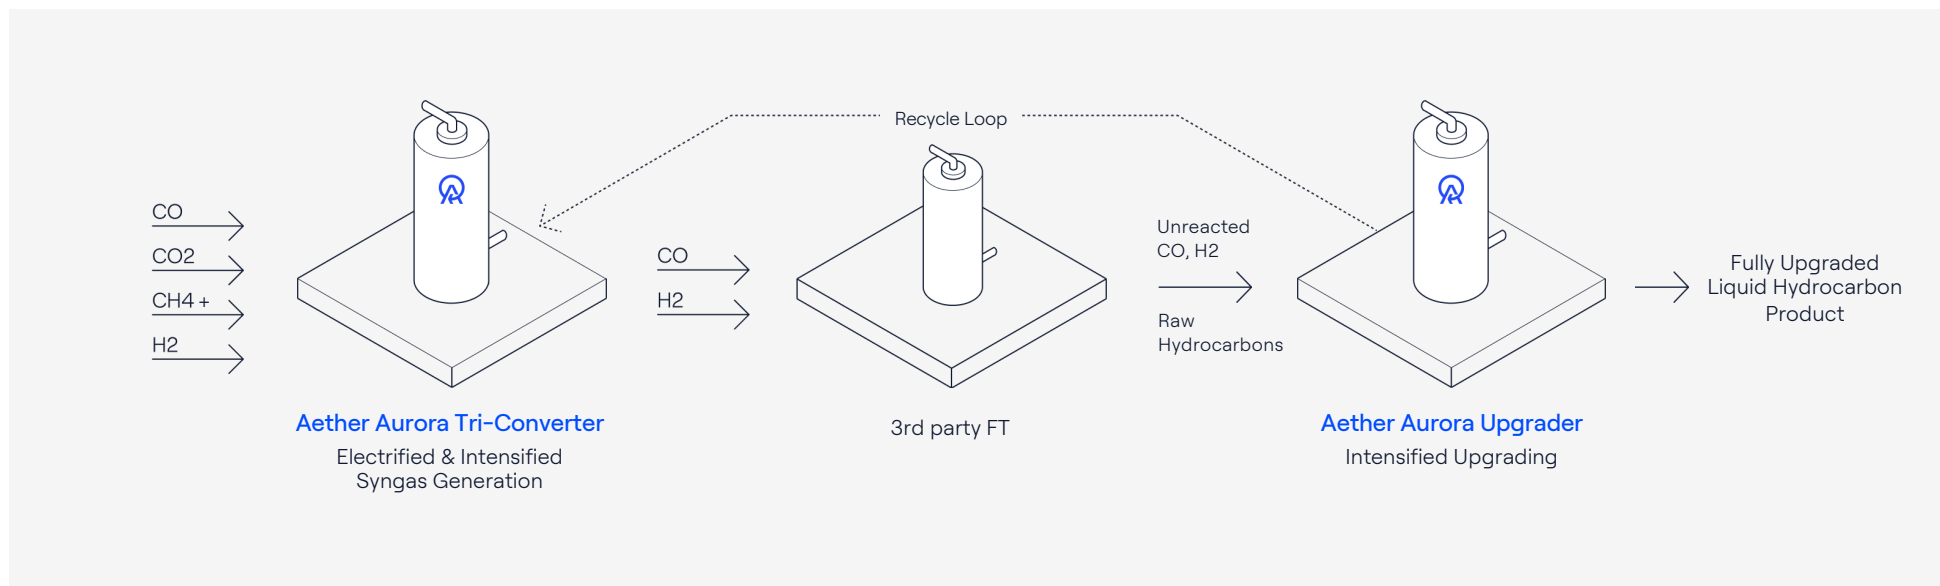 Recycle Loop
CO
CO2
CH4 +
H2
CO
H2
Unreacted
CO, H2
Raw
Hydrocarbons
Fully Upgraded
Liquid Hydrocarbon
Product
Aether Aurora Tri-Converter
Electrified & Intensified
Syngas Generation
3rd party FT
Aether Aurora Upgrader
Intensified Upgrading